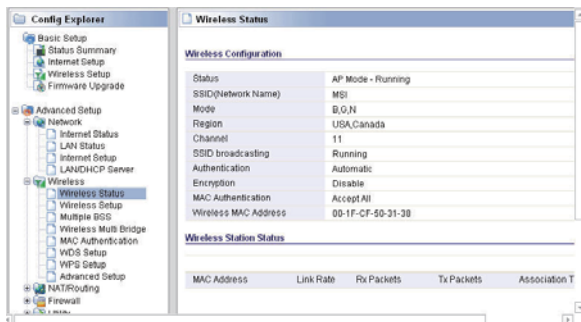 Config Explorer
Basic Setup
Status Summary
Internet Setup
Wireless Setup
Firmware Upgrade
Advanced Setup
Network
Internet Status
LAN Status
Internet Setup
LAN/DHCP Server
Wireless
Wireless Status
Wireless Setup
Multiple BSS
Wireless Multi Bridge
MAC Authentication
WDS Setup
WPS Setup
Advanced Setup
NAT/Routing
Firewall
Utility
Wireless Status
Wireless Configuration
Status AP Mode - Running
SSID(Network Name) MSI
Mode B,G,N
Region USA,Canada
Channel 11
SSID broadcasting Running
Authentication Automatic
Encryption Disable
MAC Authentication Accept All
Wireless MAC Address 00-1F-CF-50-31-38
Wireless Station Status
MAC Address Link Rate Rx Packets Tx Packets Association T